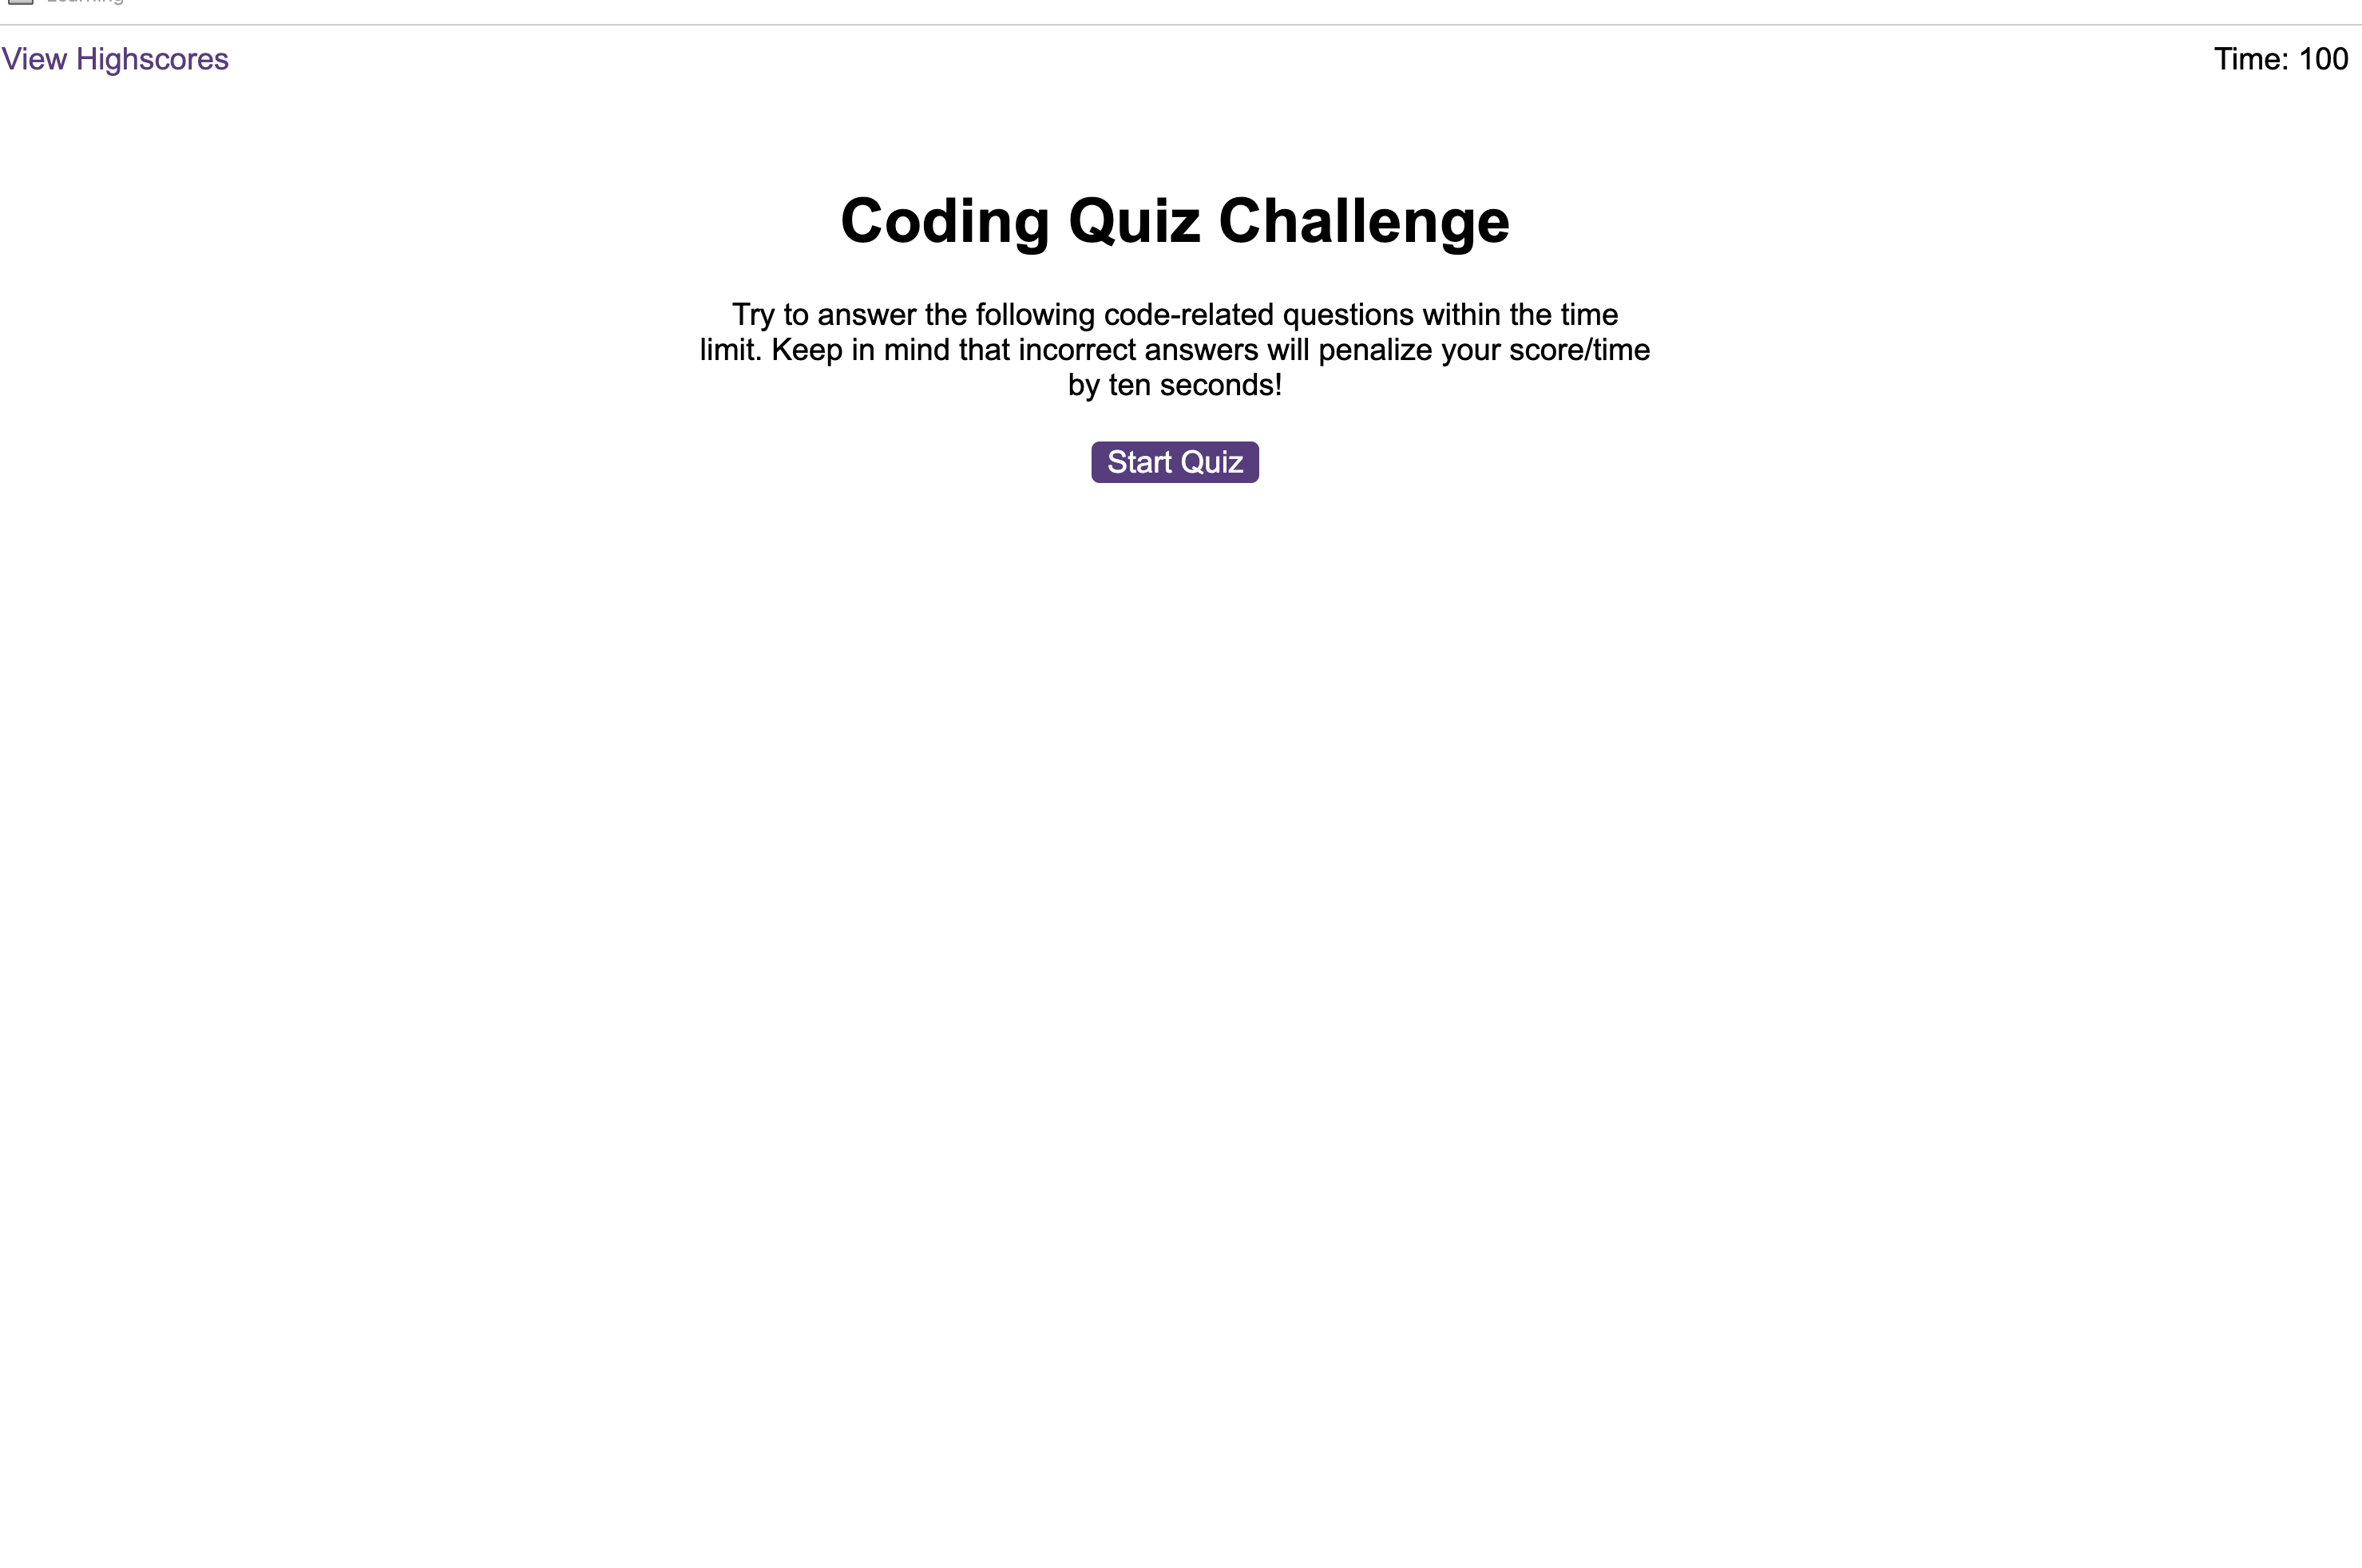 Learning
View Highscores
Time: 100
Coding Quiz Challenge
Try to answer the following code-related questions within the time
limit. Keep in mind that incorrect answers will penalize your score/time
by ten seconds!
Start Quiz